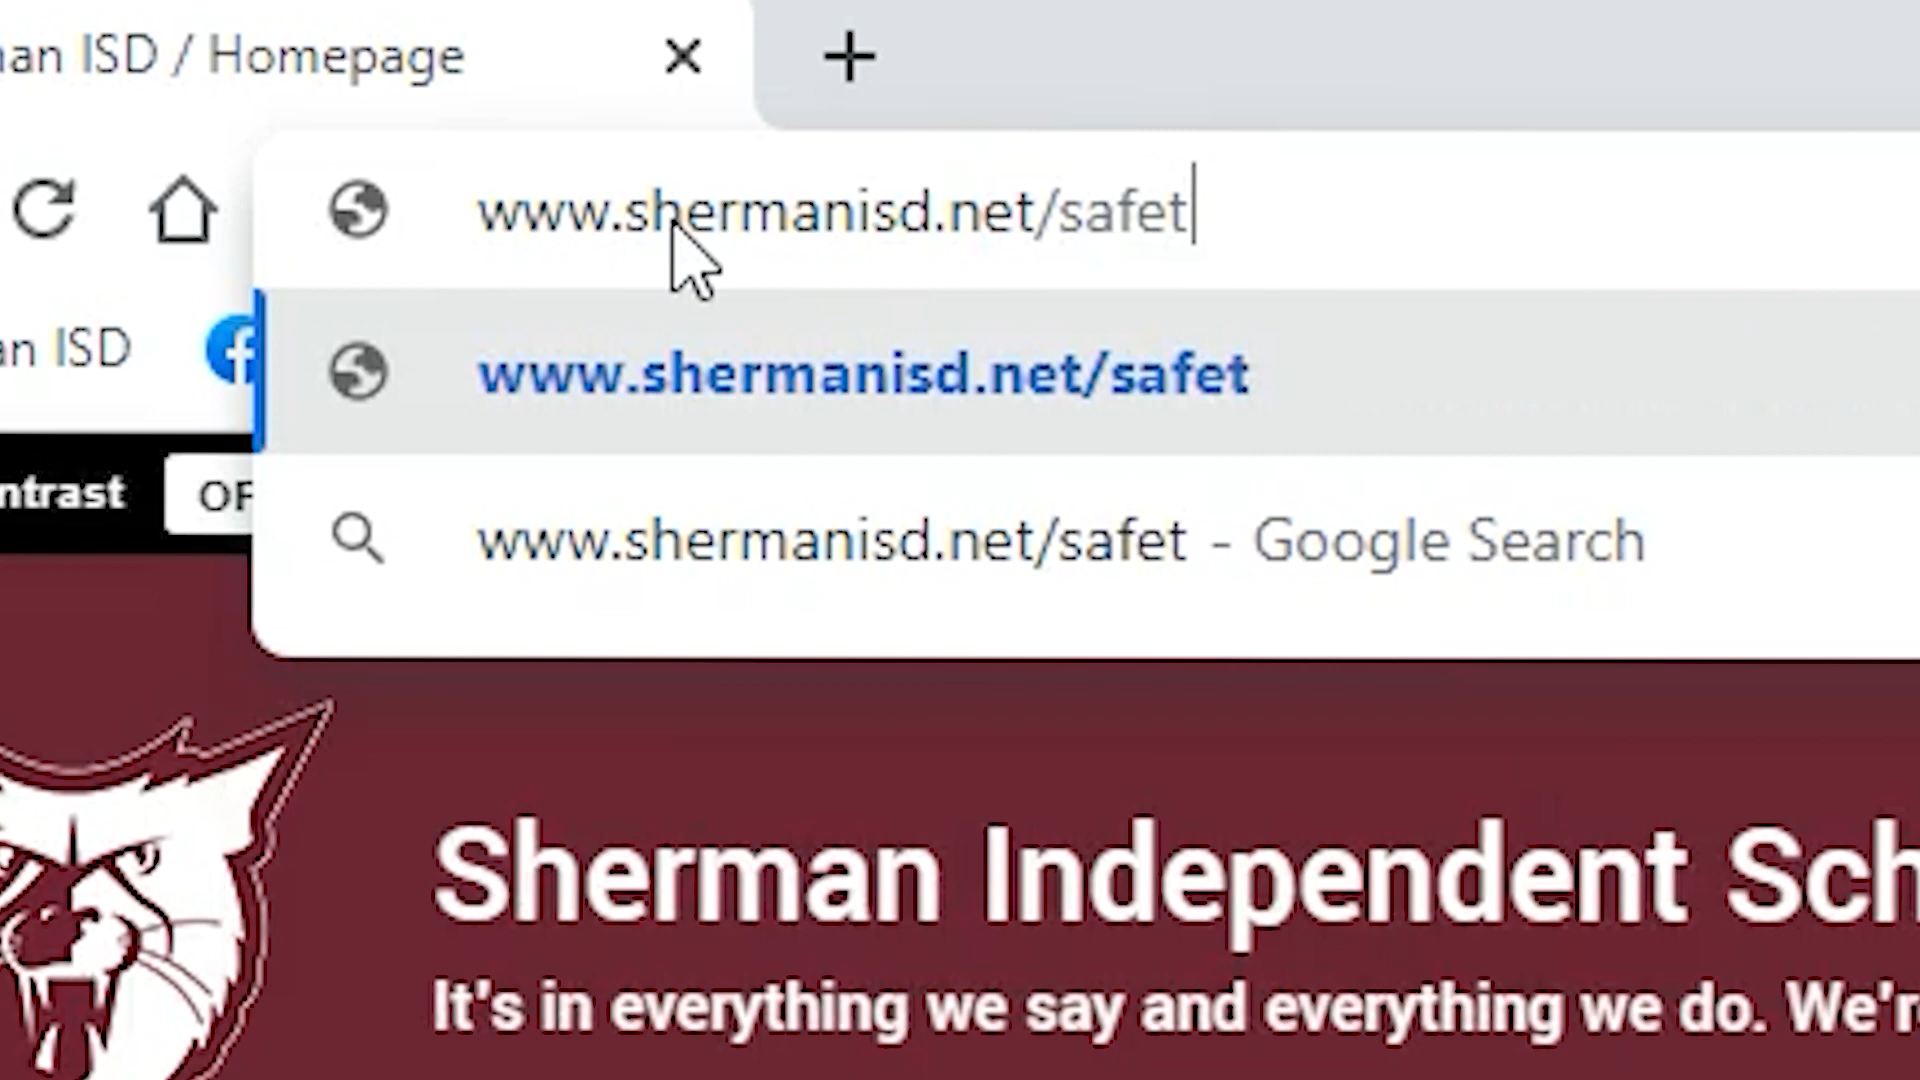 an ISD / Homepage
www.shermanisd.net/safet
an ISD
www.shermanisd.net/safet
ntrast OF
www.shermanisd.net/safet - Google Search
Sherman Independent Sch
It's in everything we say and everything we do. We'r